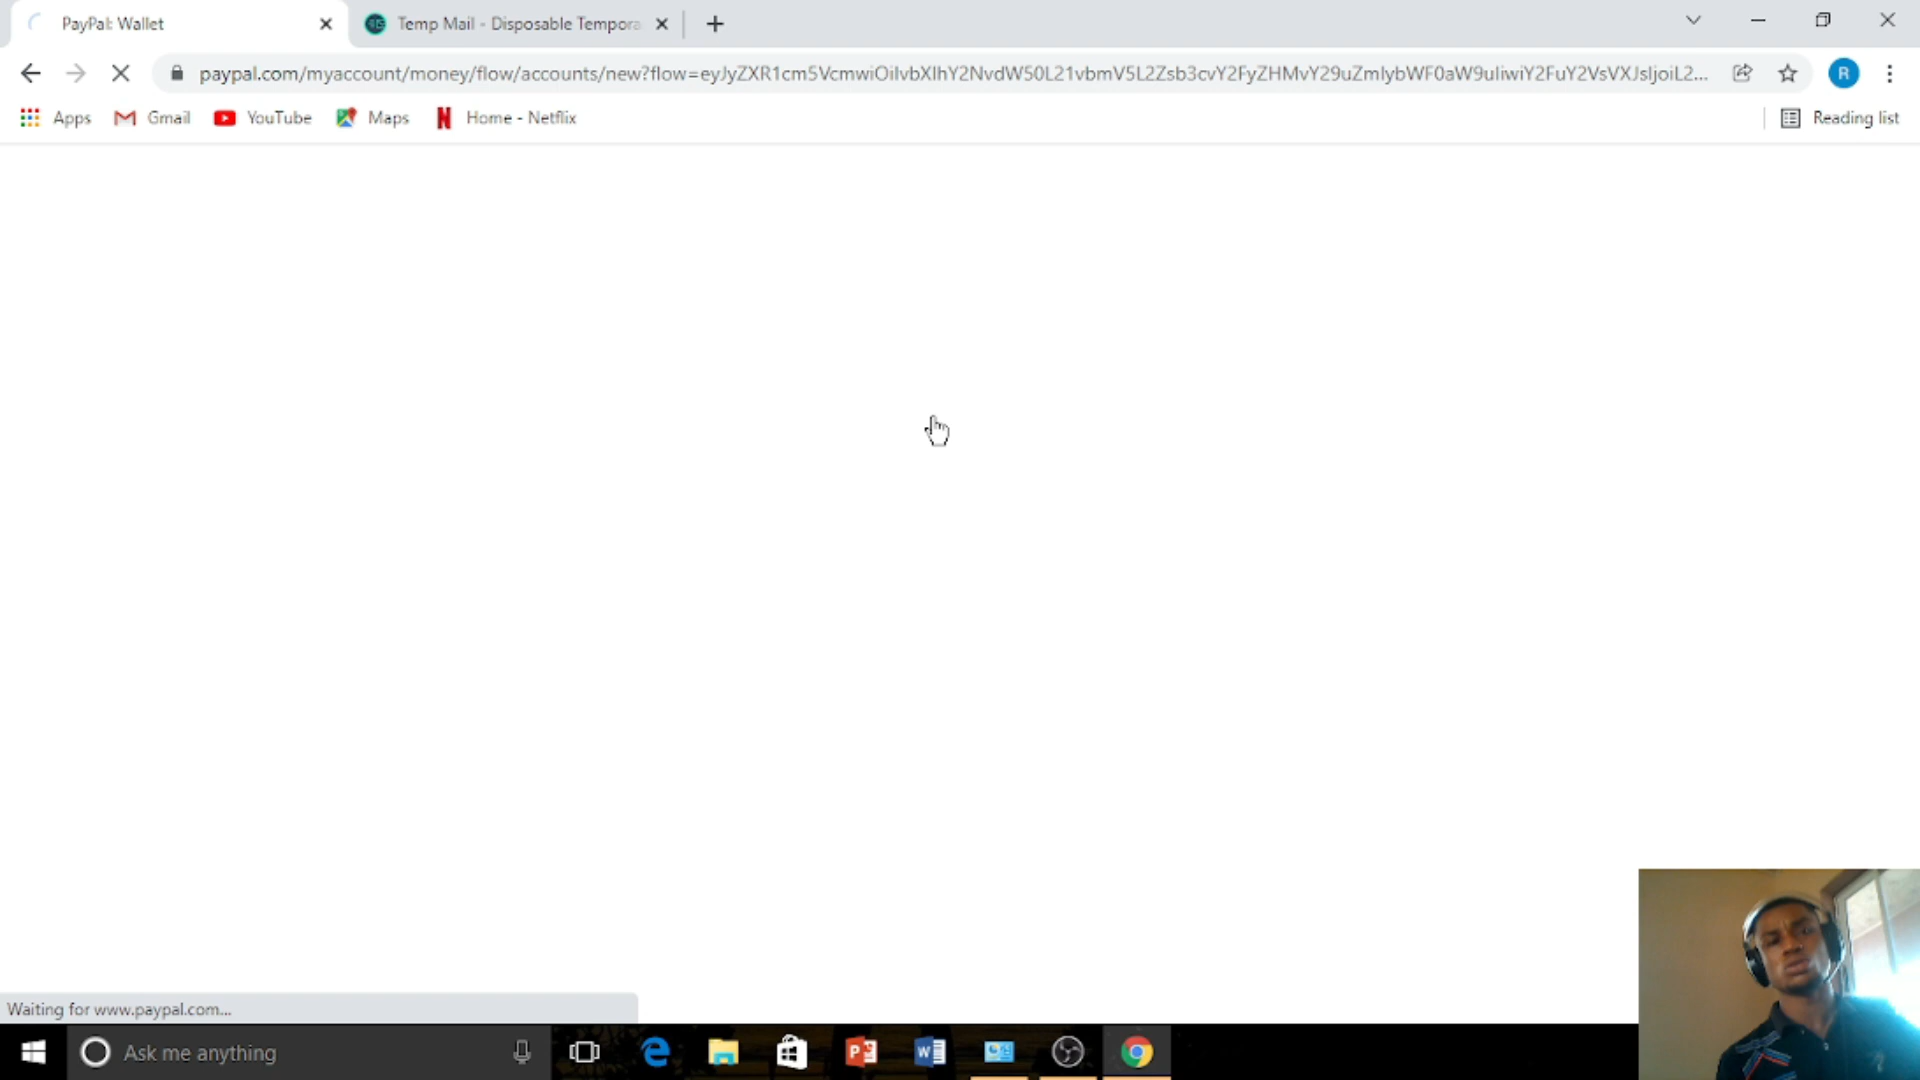 PayPal: Wallet
Temp Mail - Disposable Tempora
paypal.com/myaccount/money/flow/accounts/new?flow=
R
Apps
Gmail
YouTube
Maps
Home - Netflix
Reading list
Waiting for www.paypal.com...
Ask me anything